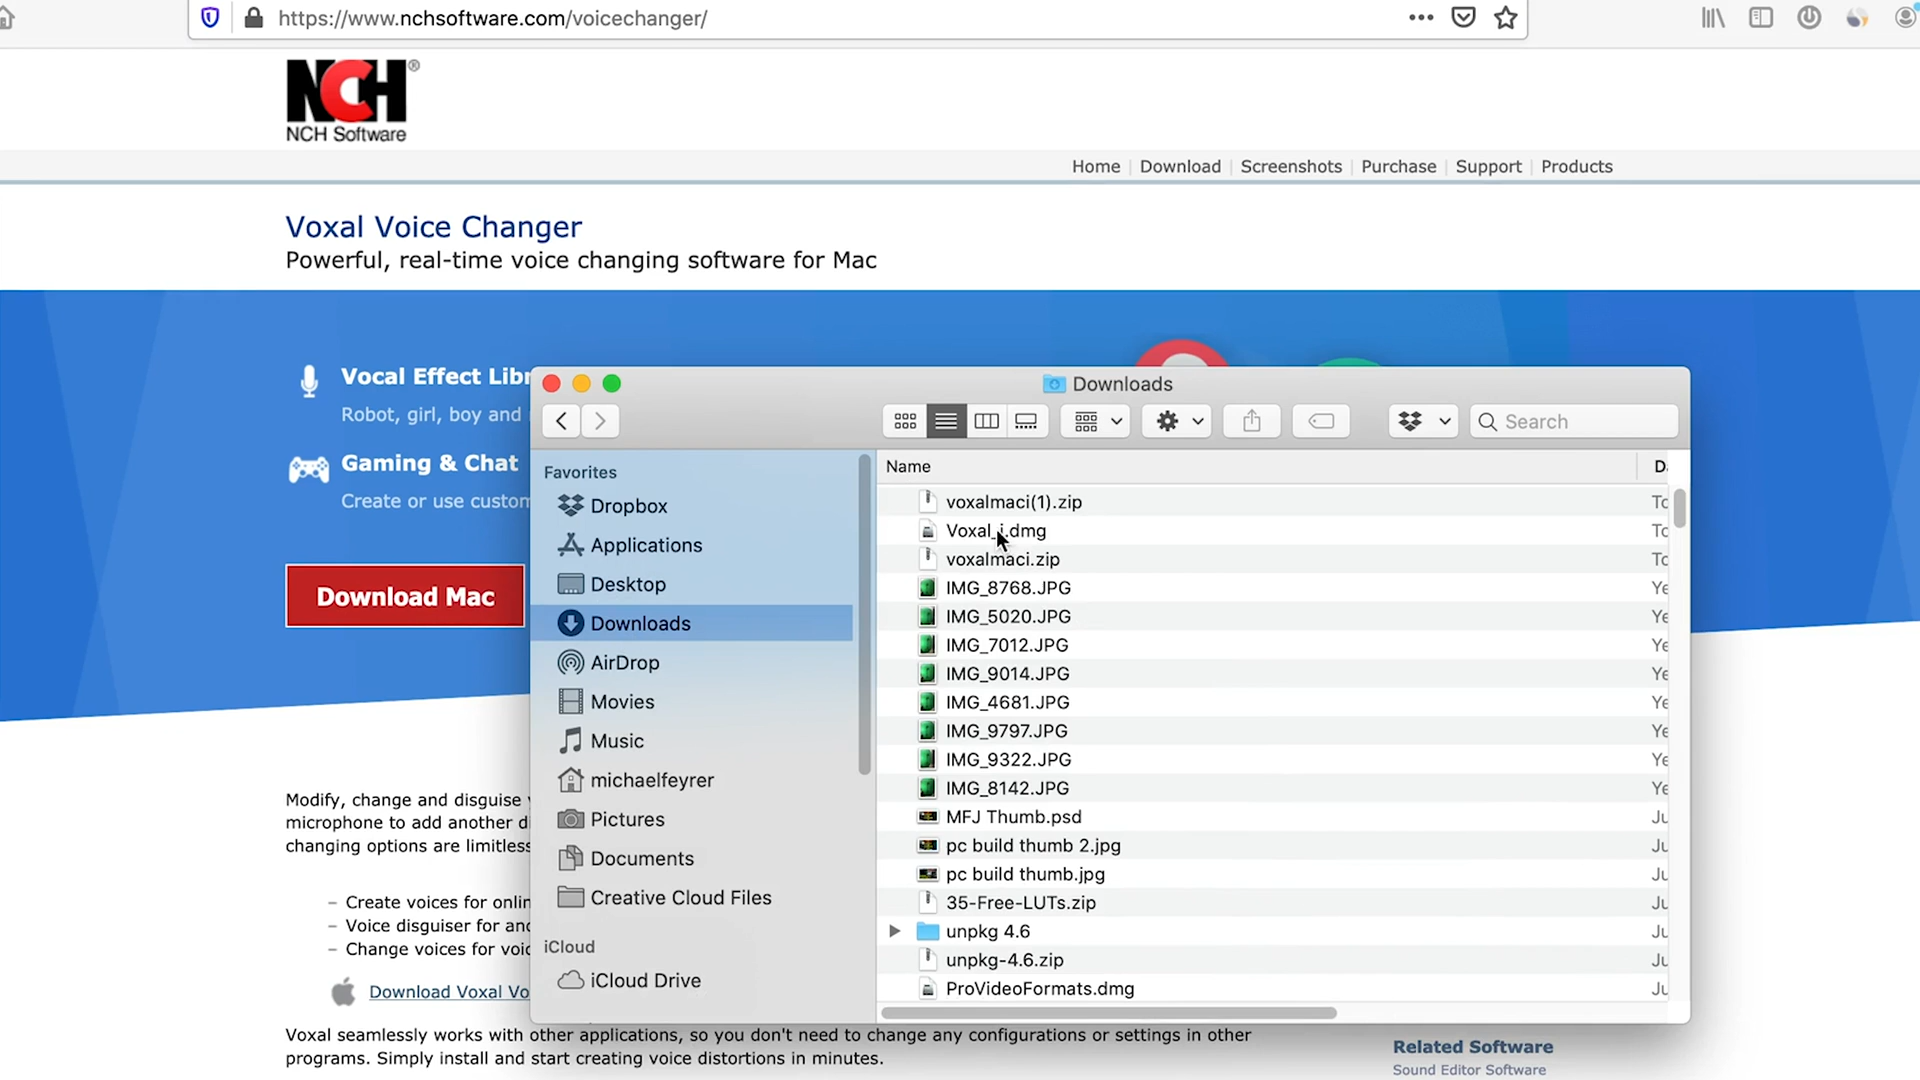 https://www.nchsoftware.com/voicechanger/
NCH®
NCH Software
Home Download Screenshots Purchase Support Products
Voxal Voice Changer
Powerful, real-time voice changing software for Mac
Vocal Effect
Robot, girl, boy and
Gaming & Chat
Create or use
Download Mac
Downloads
Search
Favorites
Dropbox
Applications
Desktop
Downloads
AirDrop
Movies
Music
michaelfeyrer
Pictures
Documents
Creative Cloud Files
iCloud
iCloud Drive
Name
voxalmaci(1).zip
Voxal_i.dmg
voxalmaci.zip
IMG_8768.JPG
IMG_5020.JPG
IMG_7012.JPG
IMG_9014.JPG
IMG_4681.JPG
IMG_9797.JPG
IMG_9322.JPG
IMG_8142.JPG
MFJ Thumb.psd
pc build thumb 2.jpg
pc build thumb.jpg
35-Free-LUTs.zip
unpkg 4.6
unpkg-4.6.zip
ProVideoFormats.dmg
Modify, change and disguise
microphone to add another
changing options are
– Create voices for
– Voice disguiser for
– Change voices for
Download Voxal
Voxal seamlessly works with other applications, so you don't need to change any configurations or settings in other
programs. Simply install and start creating voice distortions in minutes.
Related Software
Sound Editor Software